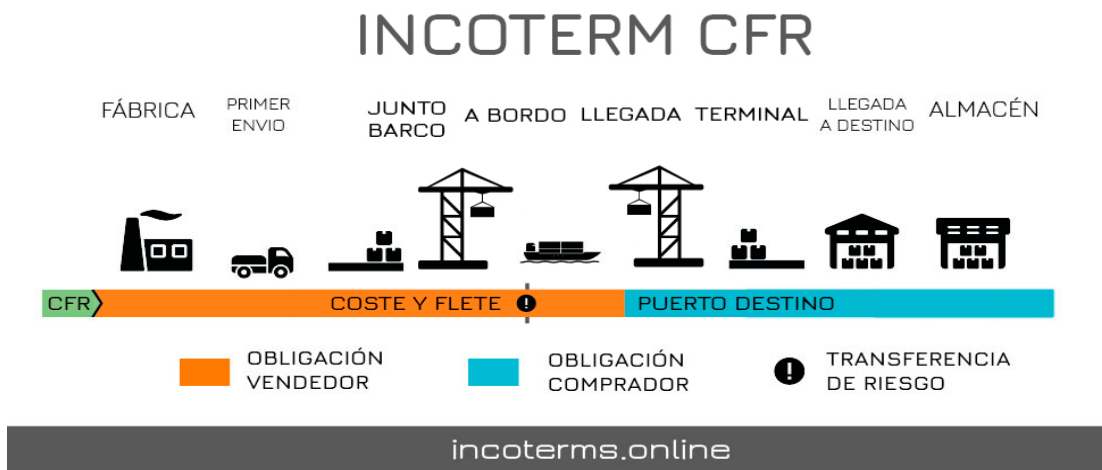 INCOTERM CFR
FÁBRICA
PRIMER
ENVIO
JUNTO
BARCO
A BORDO
LLEGADA
TERMINAL
LLEGADA
A DESTINO
ALMACÉN
CFR
COSTE Y FLETE
PUERTO DESTINO
OBLIGACIÓN
VENDEDOR
OBLIGACIÓN
COMPRADOR
TRANSFERENCIA
DE RIESGO
incoterms.online